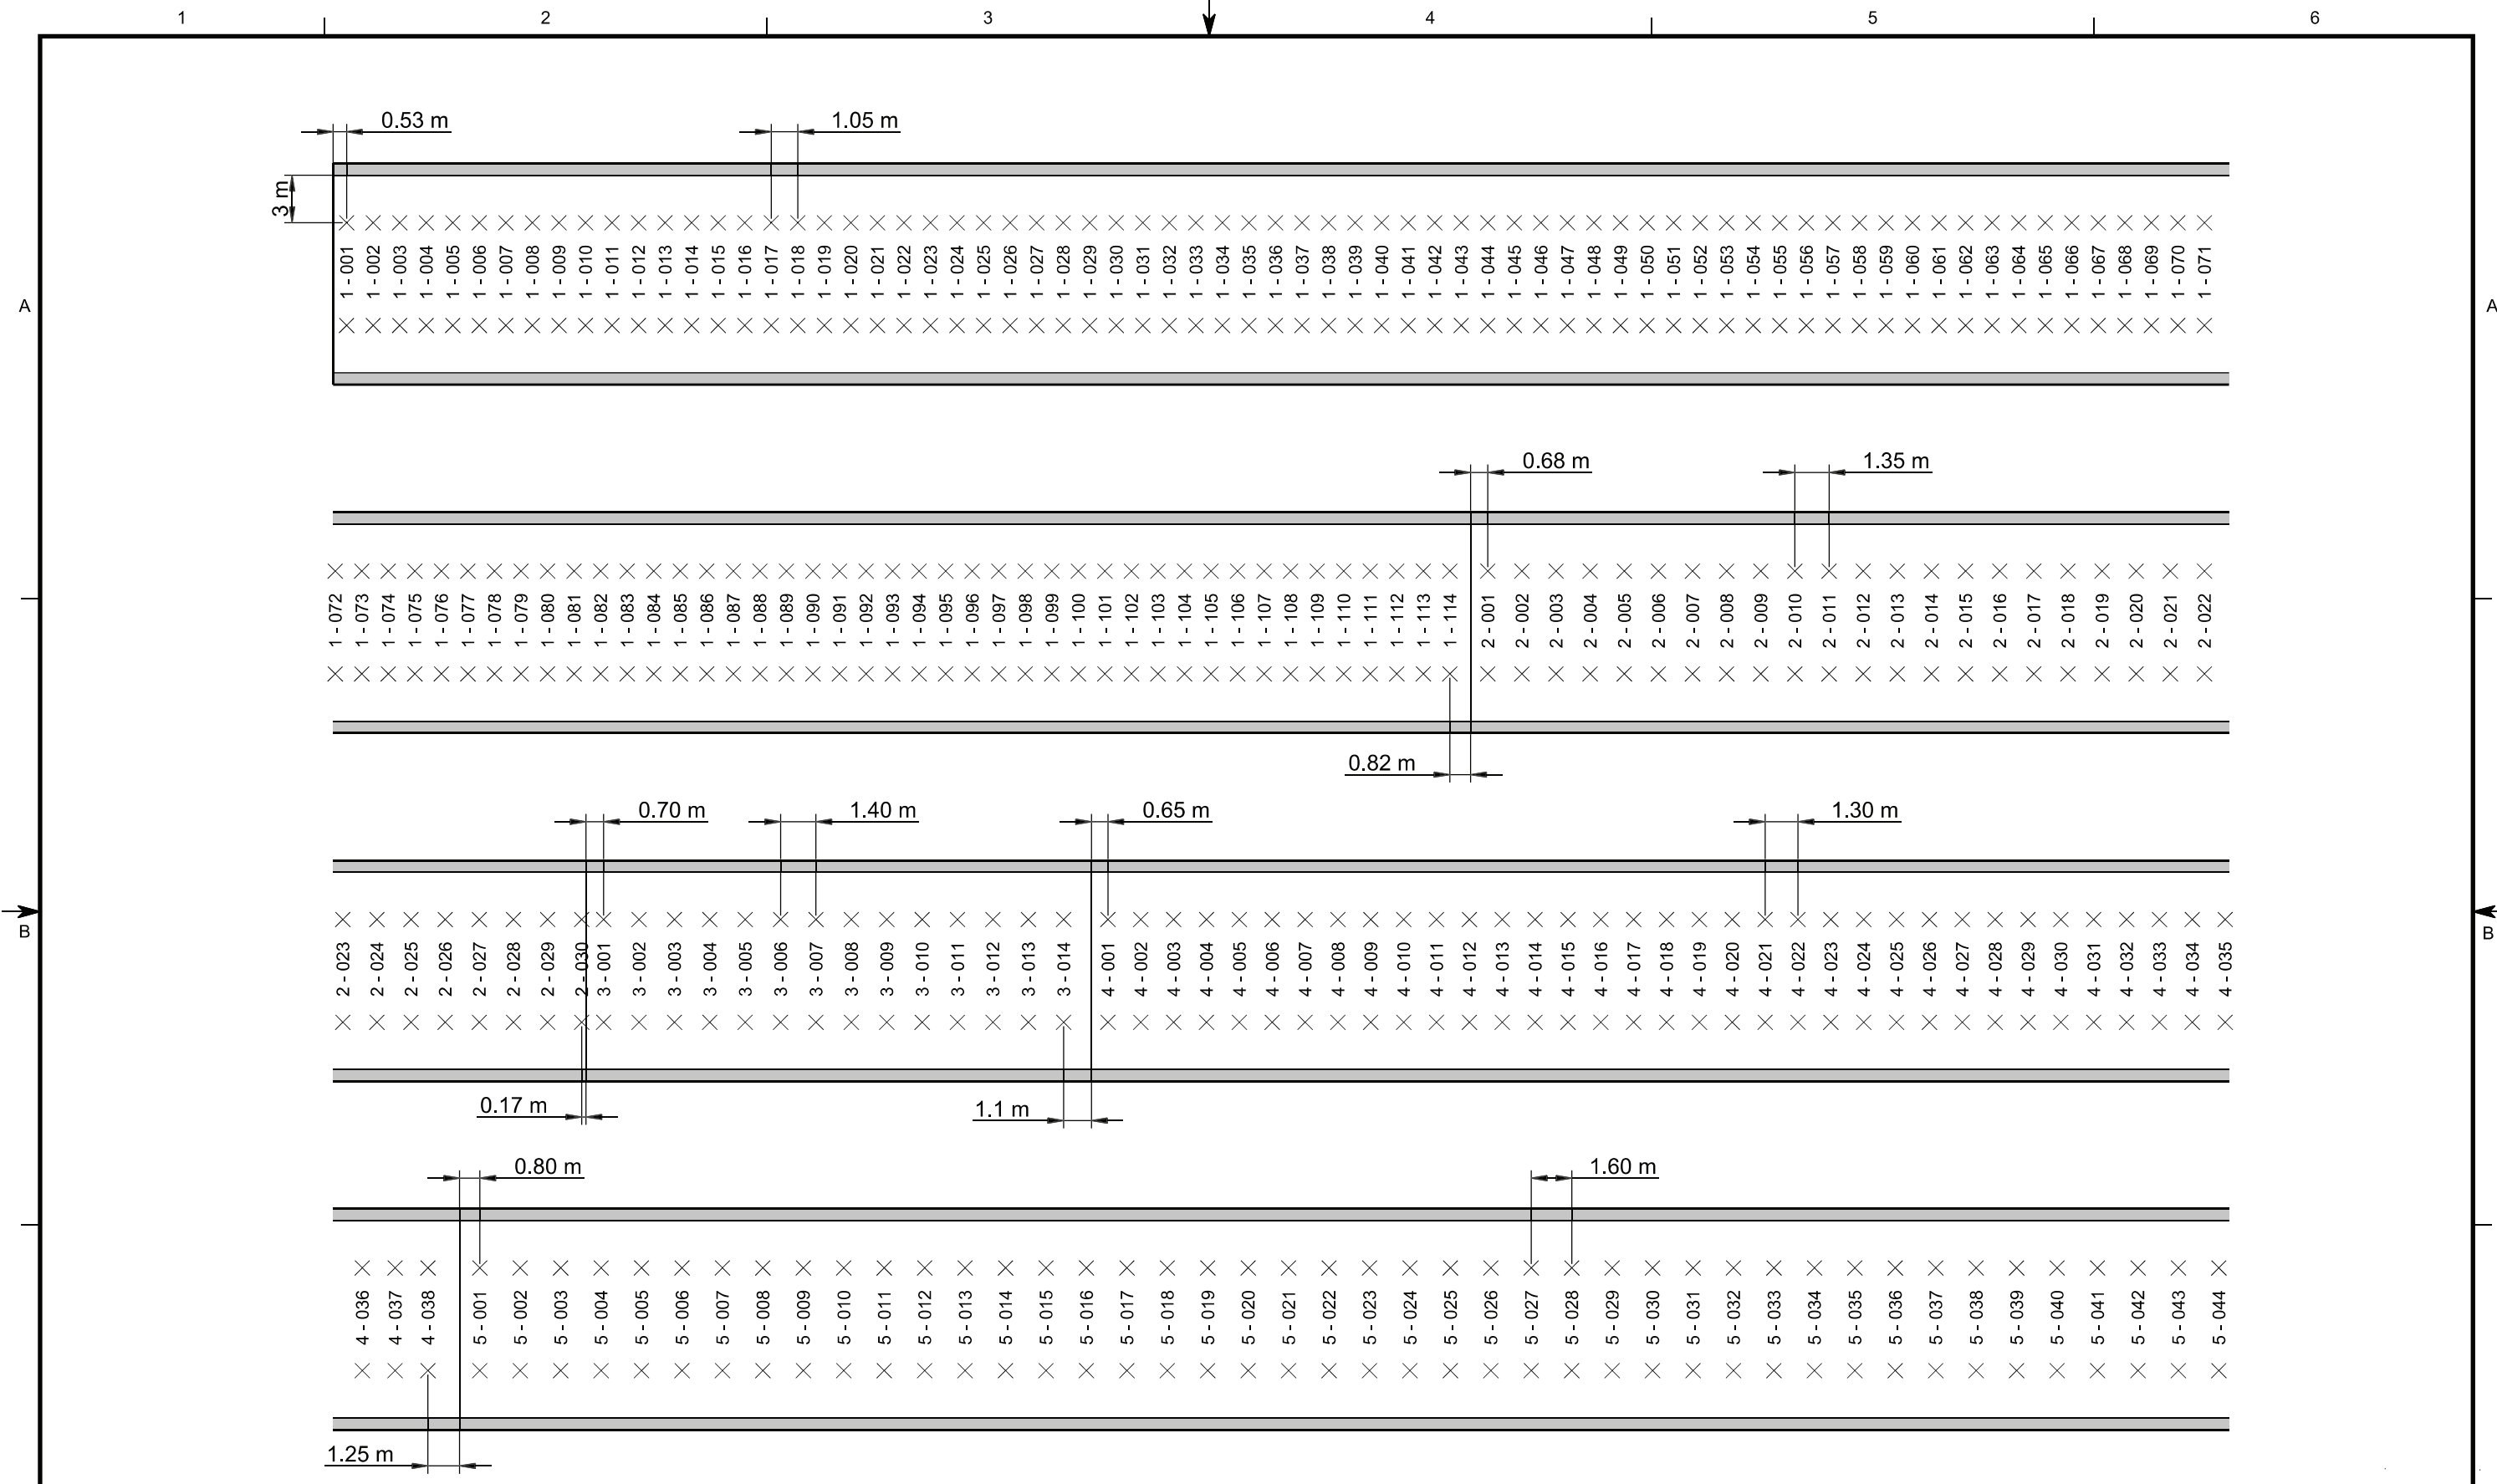 1 2 3 4 5 6
0.53 m 1.05 m
3 m
1 - 001 1 - 002 1 - 003 1 - 004 1 - 005 1 - 006 1 - 007 1 - 008 1 - 009 1 - 010 1 - 011 1 - 012 1 - 013 1 - 014 1 - 015 1 - 016 1 - 017 1 - 018 1 - 019 1 - 020 1 - 021 1 - 022 1 - 023 1 - 024 1 - 025 1 - 026 1 - 027 1 - 028 1 - 029 1 - 030 1 - 031 1 - 032 1 - 033 1 - 034 1 - 035 1 - 036 1 - 037 1 - 038 1 - 039 1 - 040 1 - 041 1 - 042 1 - 043 1 - 044 1 - 045 1 - 046 1 - 047 1 - 048 1 - 049 1 - 050 1 - 051 1 - 052 1 - 053 1 - 054 1 - 055 1 - 056 1 - 057 1 - 058 1 - 059 1 - 060 1 - 061 1 - 062 1 - 063 1 - 064 1 - 065 1 - 066 1 - 067 1 - 068 1 - 069 1 - 070 1 - 071
A A
0.68 m 1.35 m
1 - 072 1 - 073 1 - 074 1 - 075 1 - 076 1 - 077 1 - 078 1 - 079 1 - 080 1 - 081 1 - 082 1 - 083 1 - 084 1 - 085 1 - 086 1 - 087 1 - 088 1 - 089 1 - 090 1 - 091 1 - 092 1 - 093 1 - 094 1 - 095 1 - 096 1 - 097 1 - 098 1 - 099 1 - 100 1 - 101 1 - 102 1 - 103 1 - 104 1 - 105 1 - 106 1 - 107 1 - 108 1 - 109 1 - 110 1 - 111 1 - 112 1 - 113 1 - 114 2 - 001 2 - 002 2 - 003 2 - 004 2 - 005 2 - 006 2 - 007 2 - 008 2 - 009 2 - 010 2 - 011 2 - 012 2 - 013 2 - 014 2 - 015 2 - 016 2 - 017 2 - 018 2 - 019 2 - 020 2 - 021 2 - 022
0.82 m
0.70 m 1.40 m 0.65 m 1.30 m
2 - 023 2 - 024 2 - 025 2 - 026 2 - 027 2 - 028 2 - 029 2 - 030 3 - 001 3 - 002 3 - 003 3 - 004 3 - 005 3 - 006 3 - 007 3 - 008 3 - 009 3 - 010 3 - 011 3 - 012 3 - 013 3 - 014 4 - 001 4 - 002 4 - 003 4 - 004 4 - 005 4 - 006 4 - 007 4 - 008 4 - 009 4 - 010 4 - 011 4 - 012 4 - 013 4 - 014 4 - 015 4 - 016 4 - 017 4 - 018 4 - 019 4 - 020 4 - 021 4 - 022 4 - 023 4 - 024 4 - 025 4 - 026 4 - 027 4 - 028 4 - 029 4 - 030 4 - 031 4 - 032 4 - 033 4 - 034 4 - 035
B B
0.17 m 1.1 m
0.80 m 1.60 m
4 - 036 4 - 037 4 - 038 5 - 001 5 - 002 5 - 003 5 - 004 5 - 005 5 - 006 5 - 007 5 - 008 5 - 009 5 - 010 5 - 011 5 - 012 5 - 013 5 - 014 5 - 015 5 - 016 5 - 017 5 - 018 5 - 019 5 - 020 5 - 021 5 - 022 5 - 023 5 - 024 5 - 025 5 - 026 5 - 027 5 - 028 5 - 029 5 - 030 5 - 031 5 - 032 5 - 033 5 - 034 5 - 035 5 - 036 5 - 037 5 - 038 5 - 039 5 - 040 5 - 041 5 - 042 5 - 043 5 - 044
1.25 m